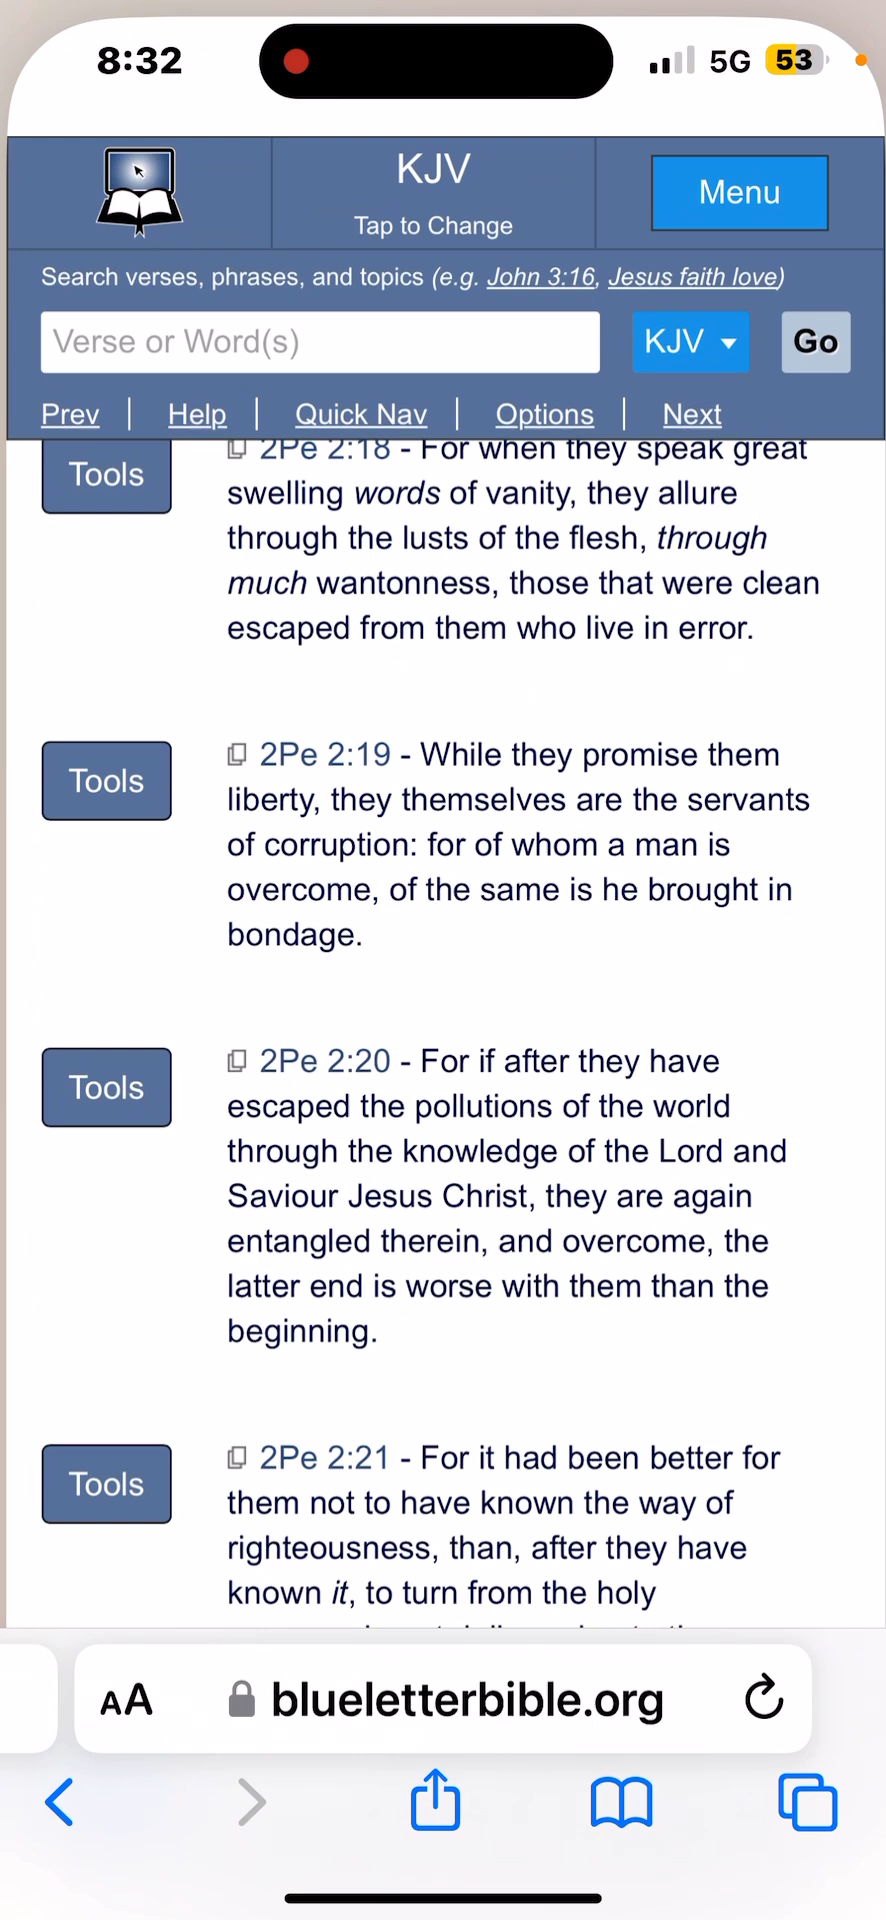 8:32
5G
53
KJV
Tap to Change
Menu
Search verses, phrases, and topics (e.g. John 3:16, Jesus faith love)
Verse or Word(s)
KJV
Go
Prev | Help | Quick Nav | Options | Next
Tools
2Pe 2:18 - For when they speak great
swelling words of vanity, they allure
through the lusts of the flesh, through
much wantonness, those that were clean
escaped from them who live in error.
Tools
2Pe 2:19 - While they promise them
liberty, they themselves are the servants
of corruption: for of whom a man is
overcome, of the same is he brought in
bondage.
Tools
2Pe 2:20 - For if after they have
escaped the pollutions of the world
through the knowledge of the Lord and
Saviour Jesus Christ, they are again
entangled therein, and overcome, the
latter end is worse with them than the
beginning.
Tools
2Pe 2:21 - For it had been better for
them not to have known the way of
righteousness, than, after they have
known it, to turn from the holy
AA
blueletterbible.org